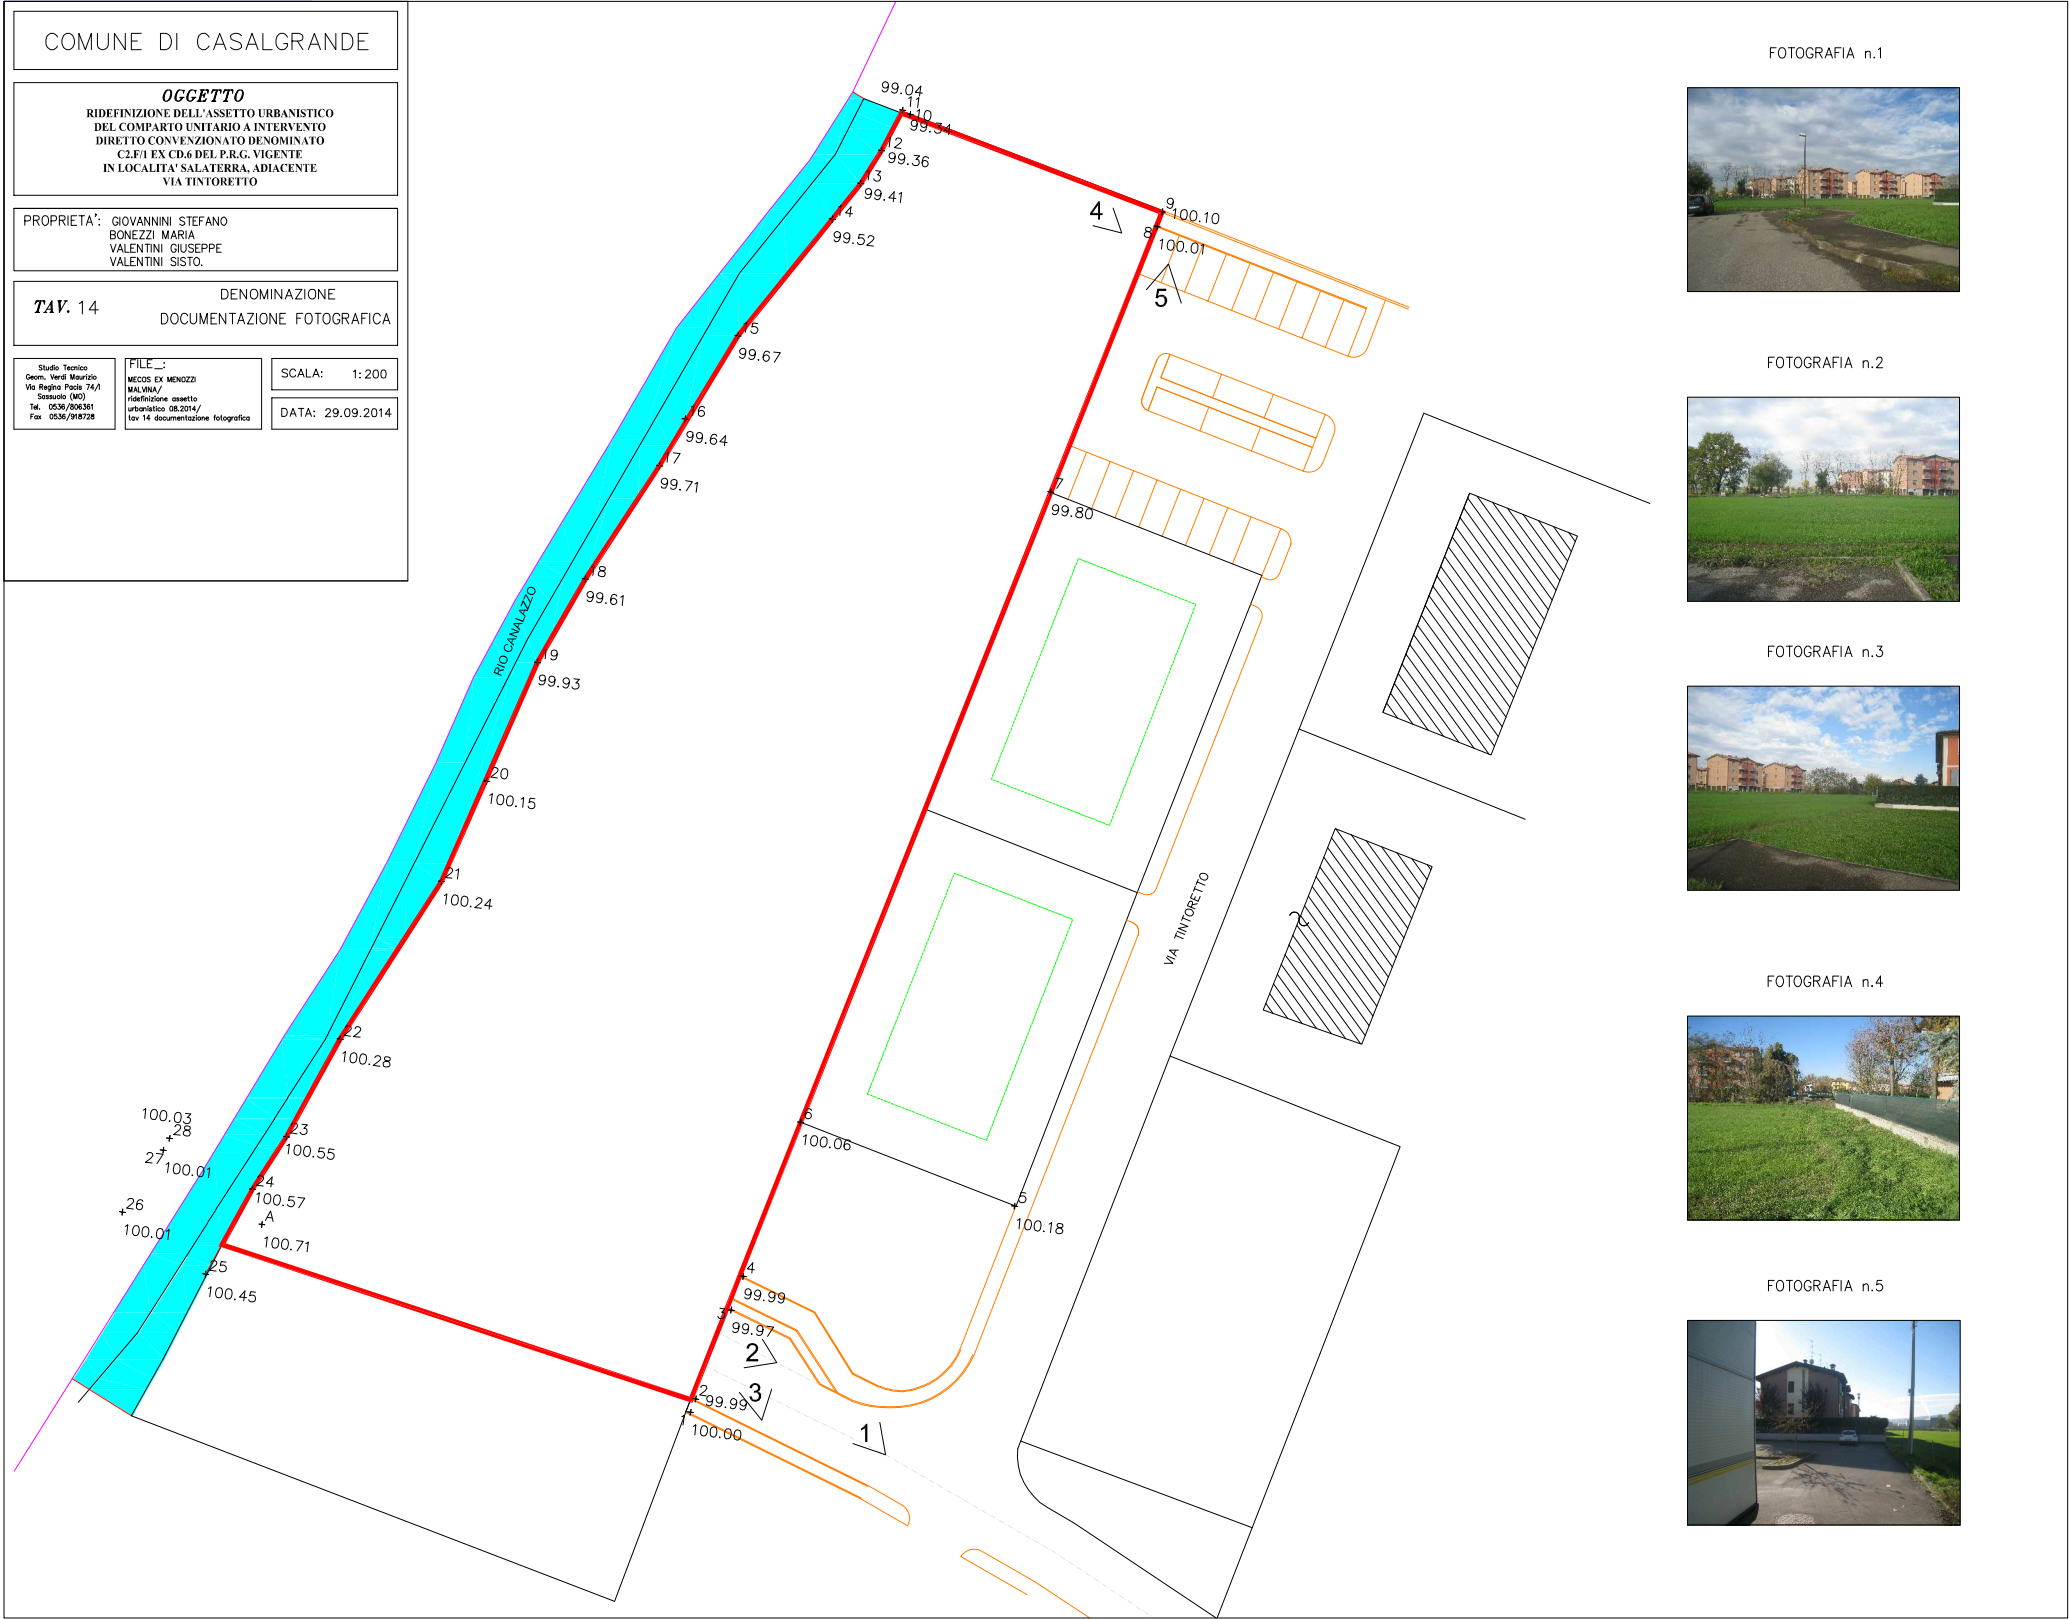 COMUNE DI CASALGRANDE
OGGETTO
RIDEFINIZIONE DELL'ASSETTO URBANISTICO
DEL COMPARTO UNITARIO A INTERVENTO
DIRETTO CONVENZIONATO DENOMINATO
C2.F/1 EX CD.6 DEL P.R.G. VIGENTE
IN LOCALITA' SALATERRA, ADIACENTE
VIA TINTORETTO
PROPRIETA': GIOVANNINI STEFANO
BONEZZI MARIA
VALENTINI GIUSEPPE
VALENTINI SISTO.
TAV. 14
DENOMINAZIONE
DOCUMENTAZIONE FOTOGRAFICA
Studio Tecnico
Geom. Verdi Maurizio
Via Regina Pacis 74/1
Sassuolo (MO)
Tel. 0536/806361
Fax 0536/918728
FILE_:
MECOS EX MENOZZI
MALVINA/
ridefinizione assetto
urbanistico 08.2014/
tav 14 documentazione fotografica
SCALA: 1:200
DATA: 29.09.2014
99.04
11
10
99.34
12
99.36
13
99.41
14
99.52
15
99.67
16
99.64
17
99.71
18
99.61
19
99.93
20
100.15
21
100.24
22
100.28
23
100.55
24
100.57
A
100.71
25
100.45
100.03
28
27
100.01
26
100.01
RIO CANALAZZO
9
100.10
8
100.01
4
5
7
99.80
6
100.06
5
100.18
4
99.99
3
99.97
2
3
2
99.99
1
100.00
1
VIA TINTORETTO
2
FOTOGRAFIA n.1
FOTOGRAFIA n.2
FOTOGRAFIA n.3
FOTOGRAFIA n.4
FOTOGRAFIA n.5